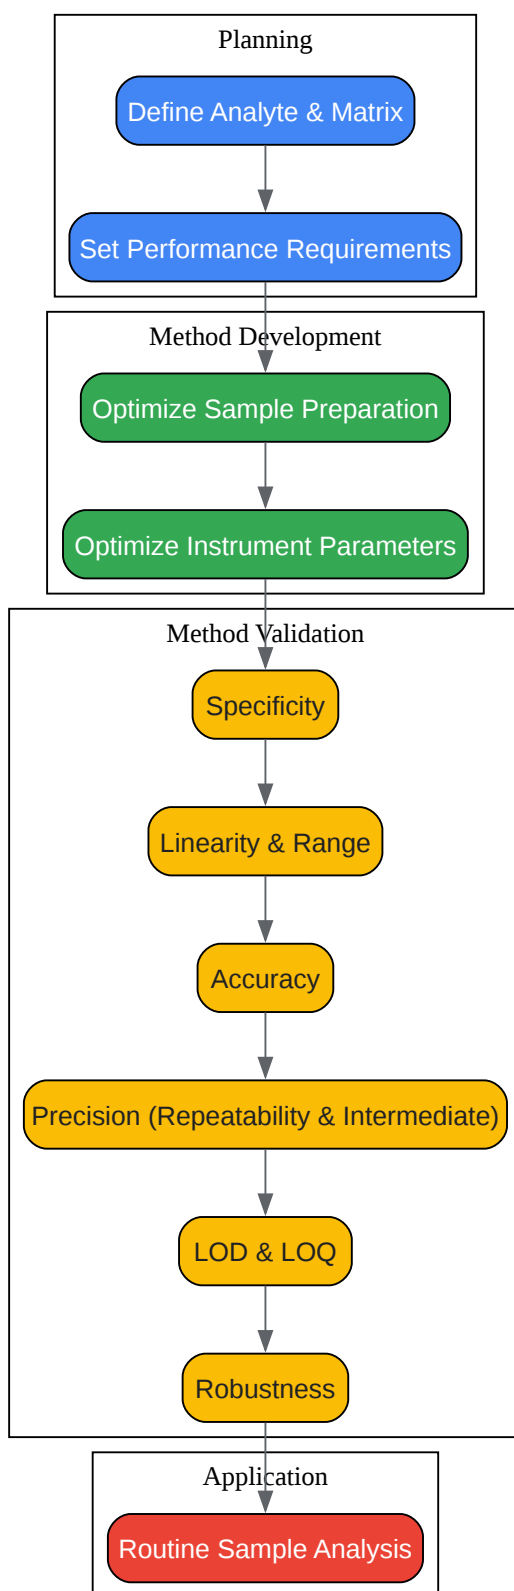 Planning
Define Analyte & Matrix
Set Performance Requirements
Method Development
Optimize Sample Preparation
Optimize Instrument Parameters
Method Validation
Specificity
Linearity & Range
Accuracy
Precision (Repeatability & Intermediate)
LOD & LOQ
Robustness
Application
Routine Sample Analysis